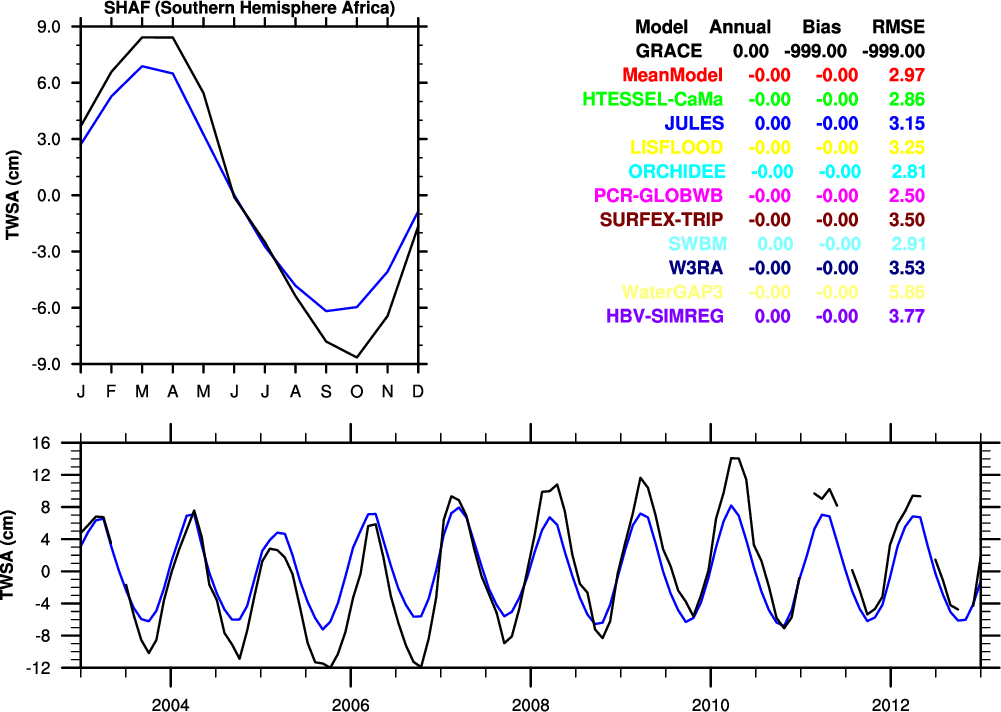 SHAF (Southern Hemisphere Africa)
9.0
6.0
3.0
0.0
-3.0
-6.0
-9.0
TWSA (cm)
J F M A M J J A S O N D
Model Annual Bias RMSE
GRACE 0.00 -999.00 -999.00
MeanModel -0.00 -0.00 2.97
HTESSEL-CaMa -0.00 -0.00 2.86
JULES 0.00 -0.00 3.15
LISFLOOD -0.00 -0.00 3.25
ORCHIDEE -0.00 -0.00 2.81
PCR-GLOBWB -0.00 -0.00 2.50
SURFEX-TRIP -0.00 -0.00 3.50
SWBM 0.00 -0.00 2.91
W3RA -0.00 -0.00 3.53
WaterGAP3 -0.00 -0.00 5.86
HBV-SIMREG 0.00 -0.00 3.77
16
12
8
4
0
-4
-8
-12
TWSA (cm)
2004 2006 2008 2010 2012